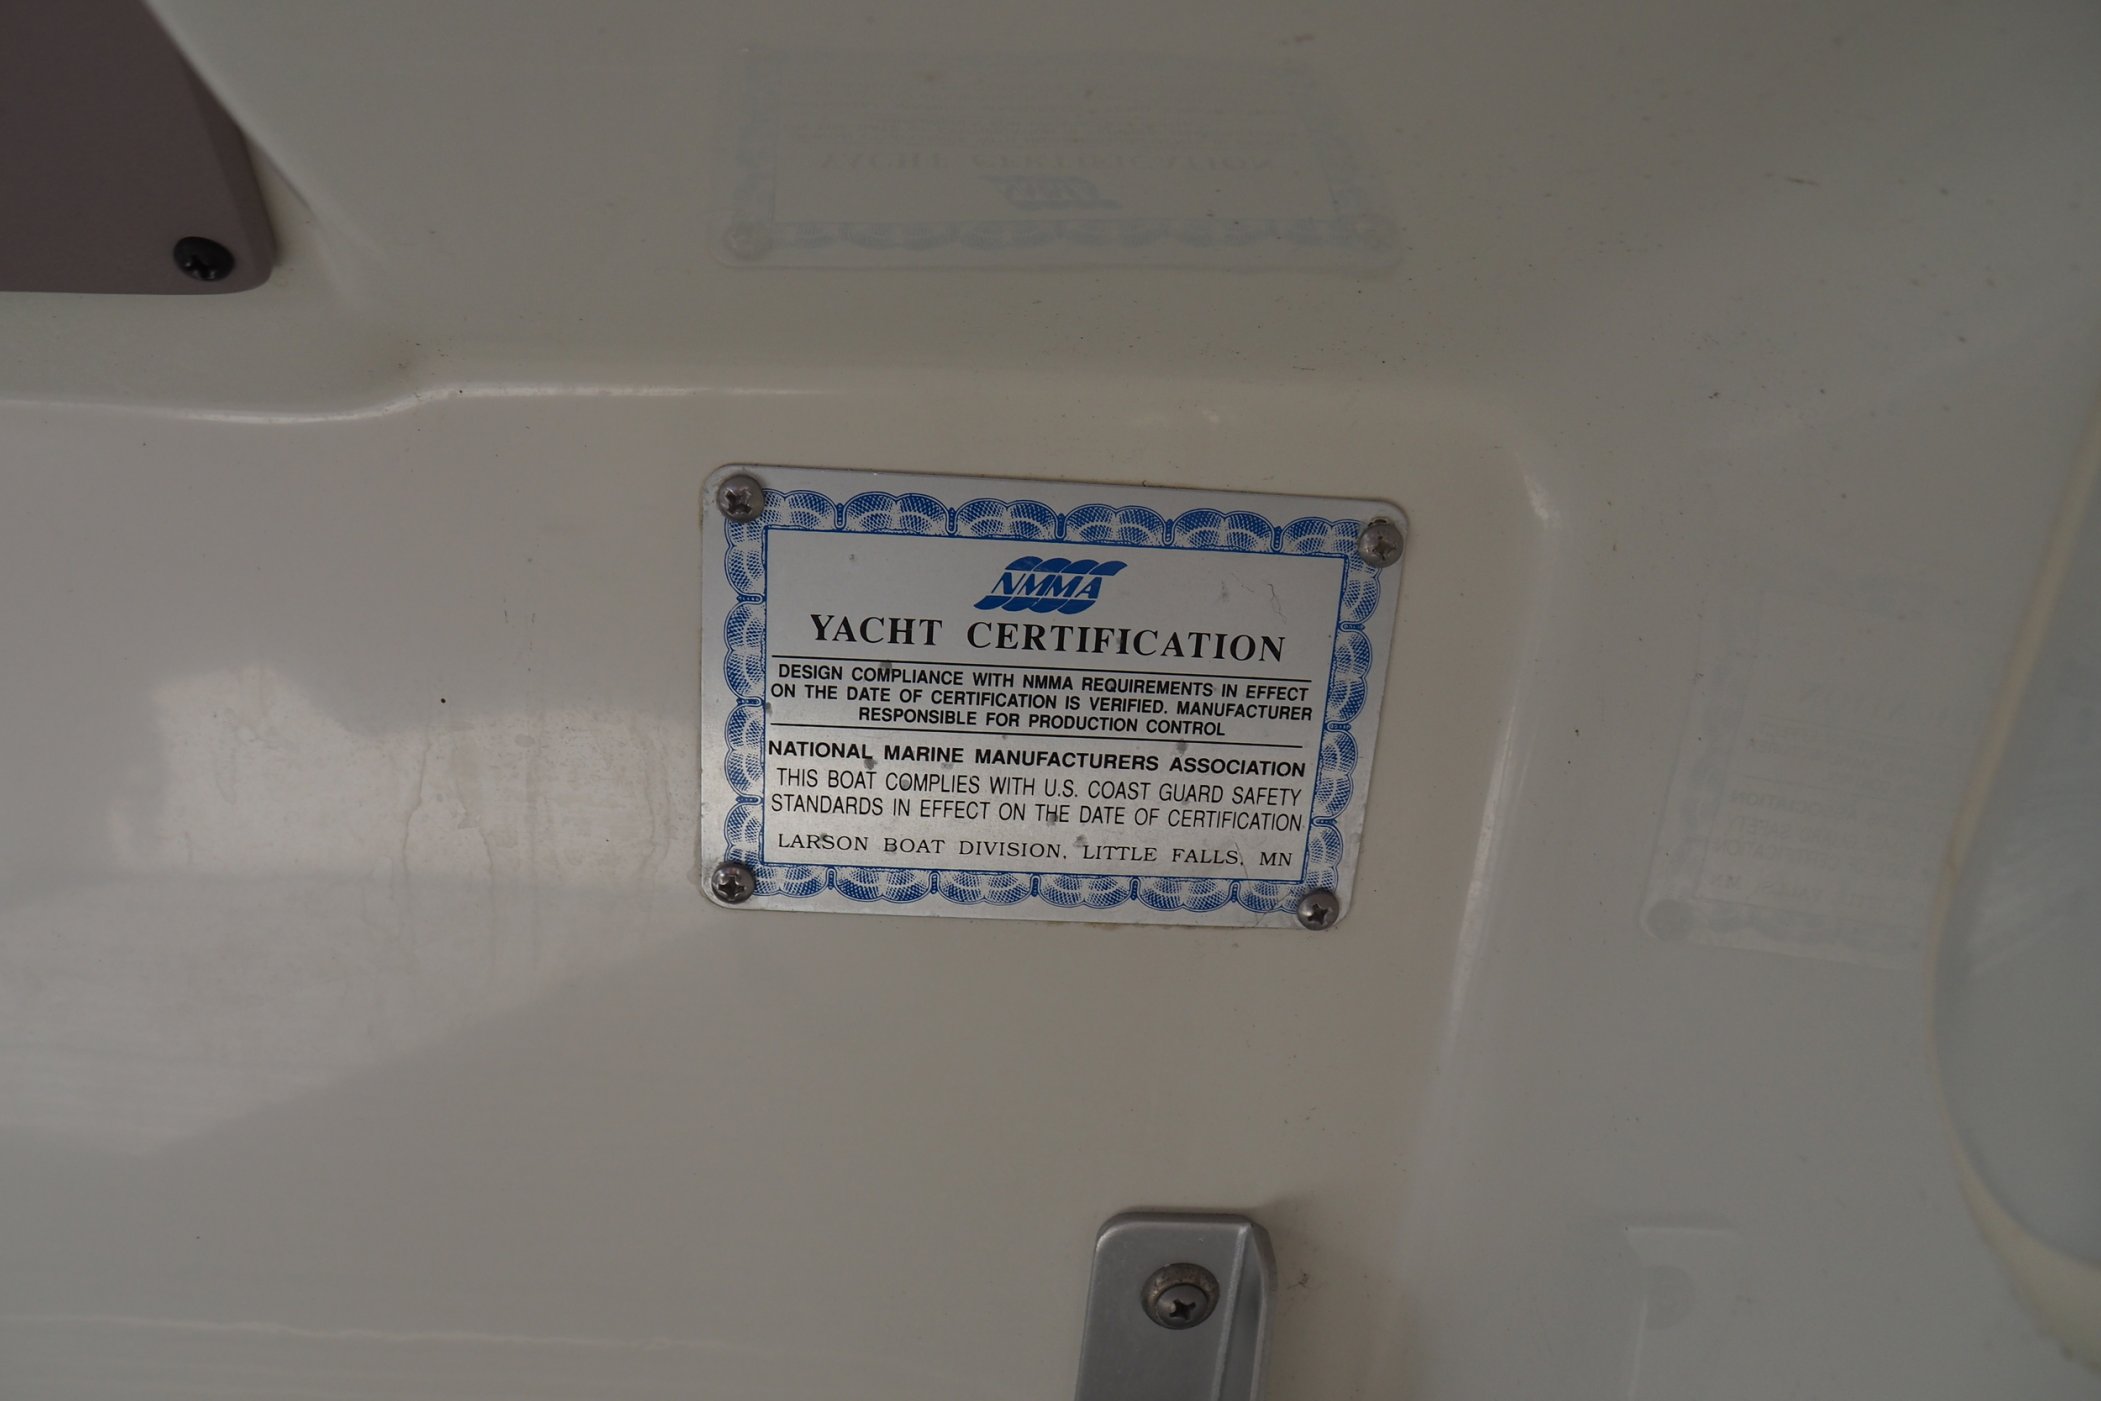 NMMA
YACHT CERTIFICATION
DESIGN COMPLIANCE WITH NMMA REQUIREMENTS IN EFFECT
ON THE DATE OF CERTIFICATION IS VERIFIED. MANUFACTURER
RESPONSIBLE FOR PRODUCTION CONTROL
NATIONAL MARINE MANUFACTURERS ASSOCIATION
THIS BOAT COMPLIES WITH U.S. COAST GUARD SAFETY
STANDARDS IN EFFECT ON THE DATE OF CERTIFICATION.
LARSON BOAT DIVISION, LITTLE FALLS, MN